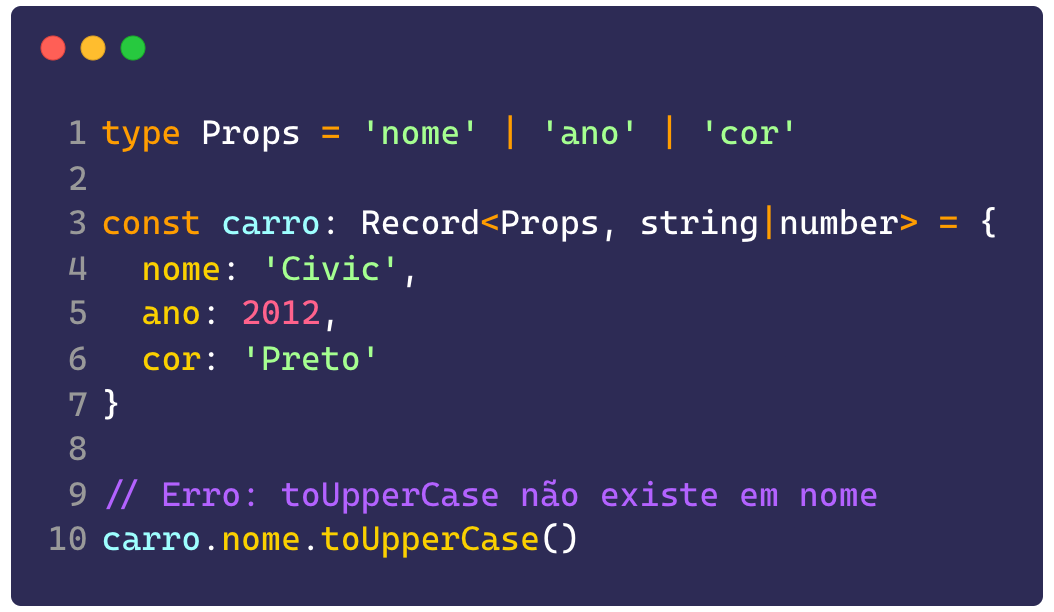 1 type Props = 'nome' | 'ano' | 'cor'
2
3 const carro: Record<Props, string|number> = {
4   nome: 'Civic',
5   ano: 2012,
6   cor: 'Preto'
7 }
8
9 // Erro: toUpperCase não existe em nome
10 carro.nome.toUpperCase()